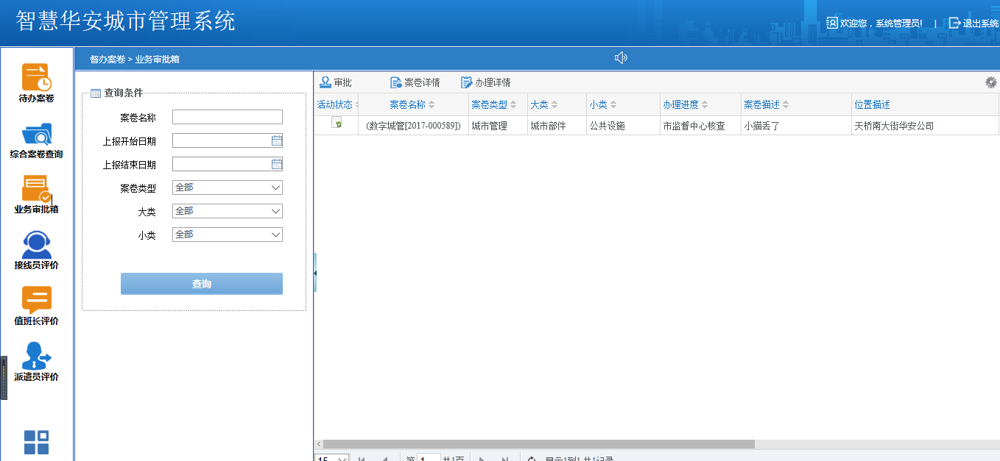 智慧华安城市管理系统
欢迎您，系统管理员! | 退出系统
督办案卷 > 业务审批箱
待办案卷
综合案卷查询
业务审批箱
接线员评价
值班长评价
派遣员评价
查询条件
案卷名称
上报开始日期
上报结束日期
案卷类型 全部
大类 全部
小类 全部
查询
审批 案卷详情 办理详情
活动状态 案卷名称 案卷类型 大类 小类 办理进度 案卷描述 位置描述
(数字城管[2017-000589]) 城市管理 城市部件 公共设施 市监督中心核查 小猫丢了 天桥南大街华安公司
15 第 1 共1页 显示1到1,共1记录